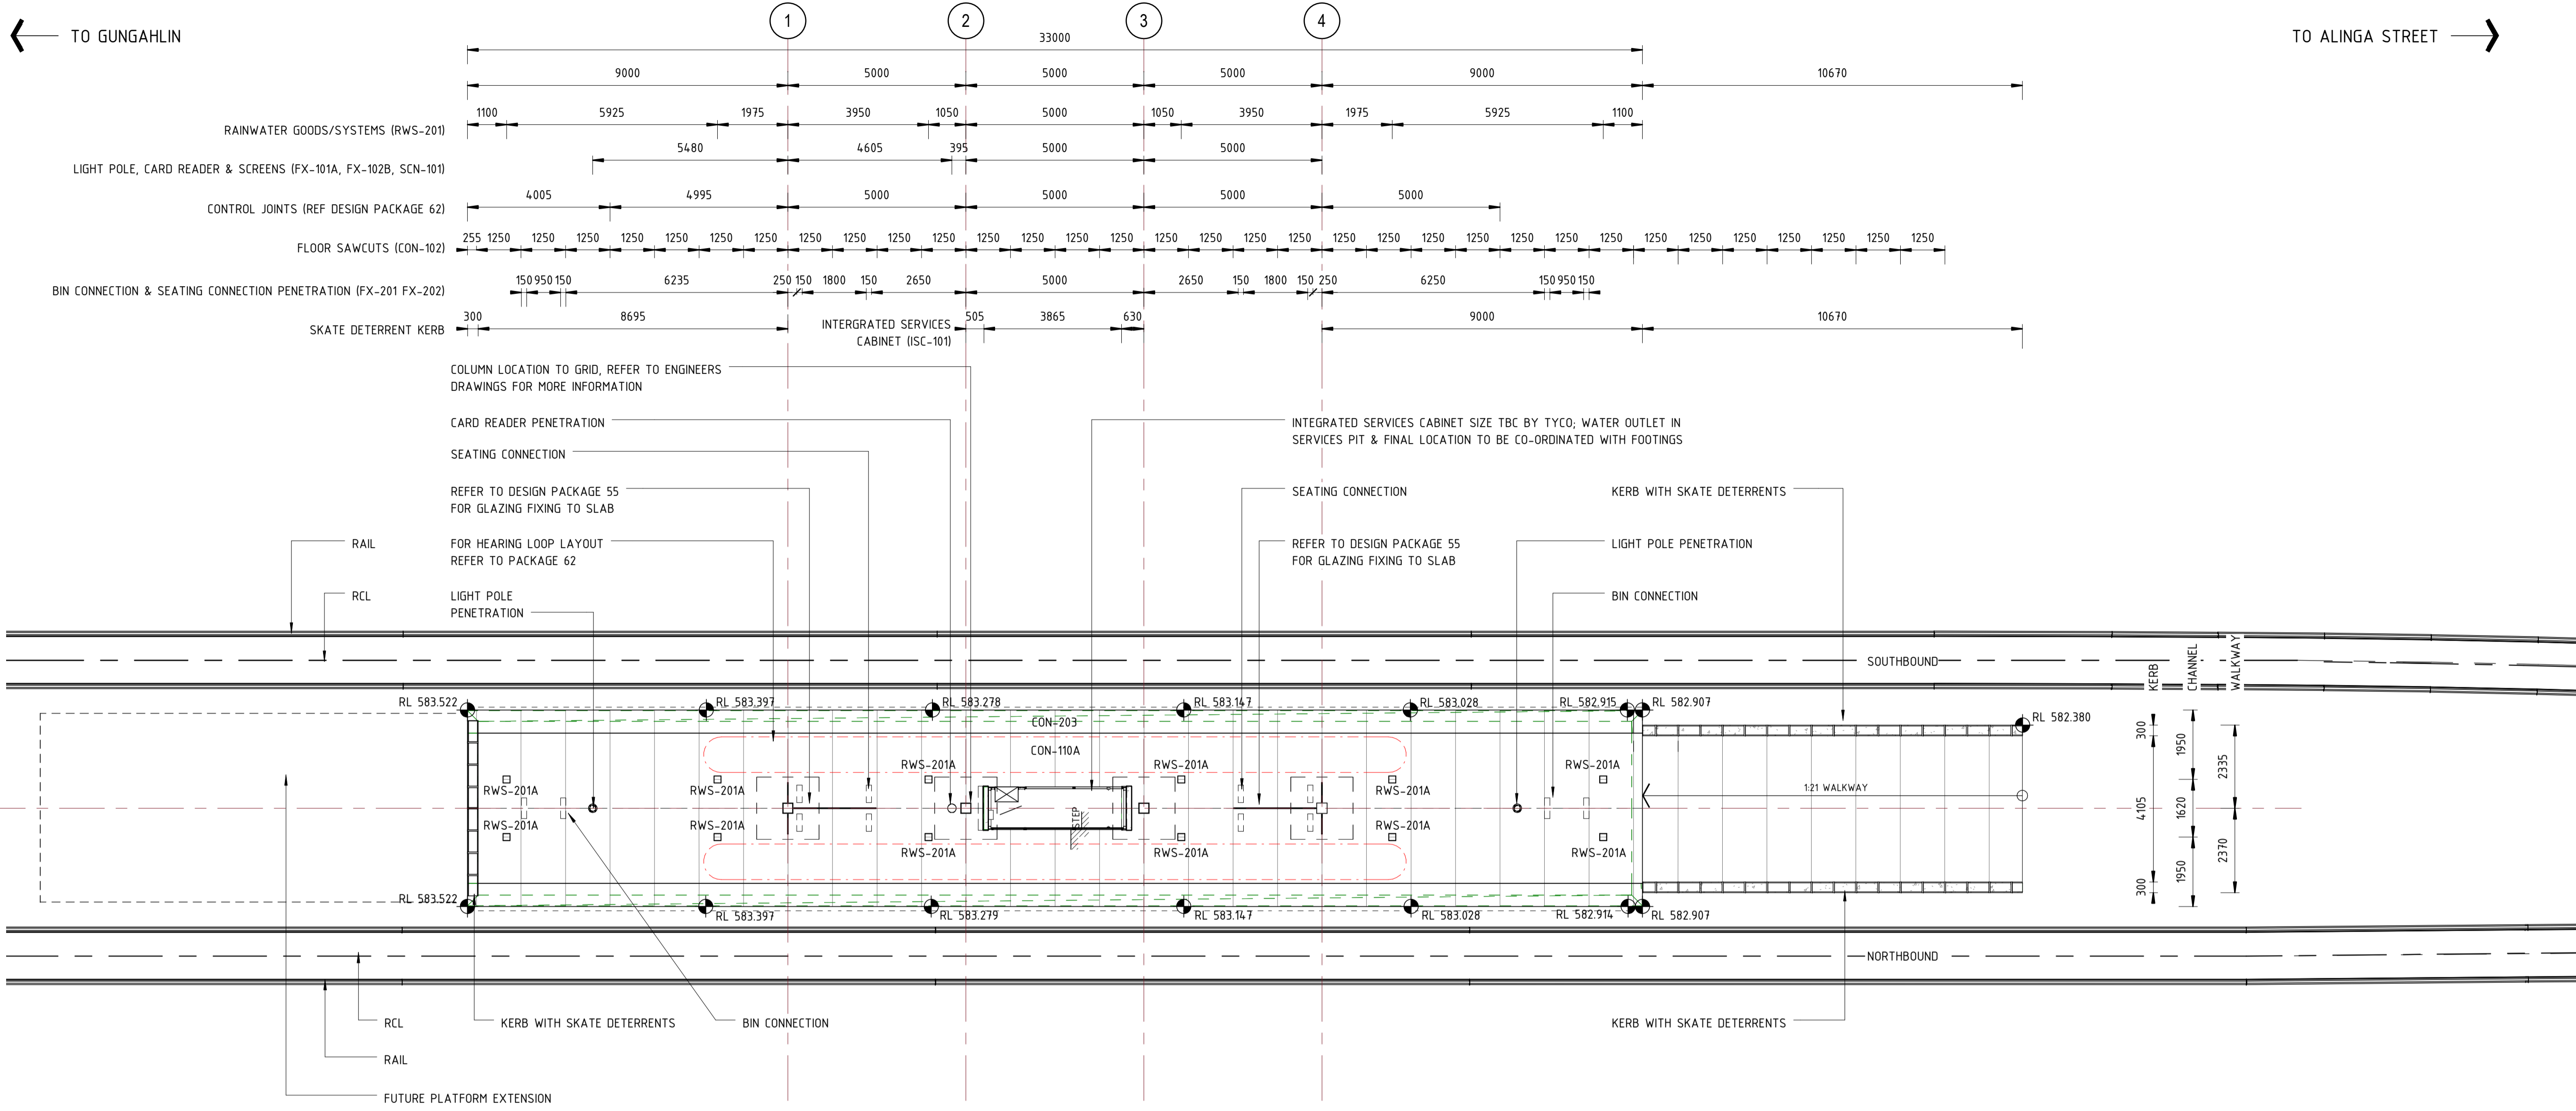 TO GUNGAHLIN
1 2 3 4
TO ALINGA STREET
33000
9000 5000 5000 5000 9000 10670
RAINWATER GOODS/SYSTEMS (RWS-201)
1100 5925 1975 3950 1050 5000 1050 3950 1975 5925 1100
LIGHT POLE, CARD READER & SCREENS (FX-101A, FX-102B, SCN-101)
5480 4605 395 5000 5000
CONTROL JOINTS (REF DESIGN PACKAGE 62)
4005 4995 5000 5000 5000 5000
FLOOR SAWCUTS (CON-102)
255 1250 1250 1250 1250 1250 1250 1250 1250 1250 1250 1250 1250 1250 1250 1250 1250 1250 1250 1250 1250 1250 1250 1250 1250 1250 1250 1250 1250 1250 1250 1250 1250 1250
BIN CONNECTION & SEATING CONNECTION PENETRATION (FX-201 FX-202)
150 950 150 6235 250 150 1800 150 2650 5000 2650 150 1800 150 250 6250 150 950 150
SKATE DETERRENT KERB
300 8695
INTERGRATED SERVICES
CABINET (ISC-101)
505 3865 630 9000 10670
COLUMN LOCATION TO GRID, REFER TO ENGINEERS
DRAWINGS FOR MORE INFORMATION
CARD READER PENETRATION
INTEGRATED SERVICES CABINET SIZE TBC BY TYCO; WATER OUTLET IN
SERVICES PIT & FINAL LOCATION TO BE CO-ORDINATED WITH FOOTINGS
SEATING CONNECTION
REFER TO DESIGN PACKAGE 55
FOR GLAZING FIXING TO SLAB
SEATING CONNECTION
KERB WITH SKATE DETERRENTS
RAIL
FOR HEARING LOOP LAYOUT
REFER TO PACKAGE 62
REFER TO DESIGN PACKAGE 55
FOR GLAZING FIXING TO SLAB
LIGHT POLE PENETRATION
RCL
LIGHT POLE
PENETRATION
BIN CONNECTION
SOUTHBOUND
KERB
CHANNEL
WALKWAY
RL 583.522
RL 583.397
RL 583.278
RL 583.147
RL 583.028
RL 582.915
RL 582.907
RL 582.380
CON-203
CON-110A
RWS-201A
RWS-201A
RWS-201A
RWS-201A
RWS-201A
RWS-201A
STEP
1:21 WALKWAY
RWS-201A
RWS-201A
RWS-201A
RWS-201A
RWS-201A
RWS-201A
300
4105
300
1950
1620
1950
2335
2370
RL 583.522
RL 583.397
RL 583.279
RL 583.147
RL 583.028
RL 582.914
RL 582.907
NORTHBOUND
RCL
KERB WITH SKATE DETERRENTS
BIN CONNECTION
KERB WITH SKATE DETERRENTS
RAIL
FUTURE PLATFORM EXTENSION